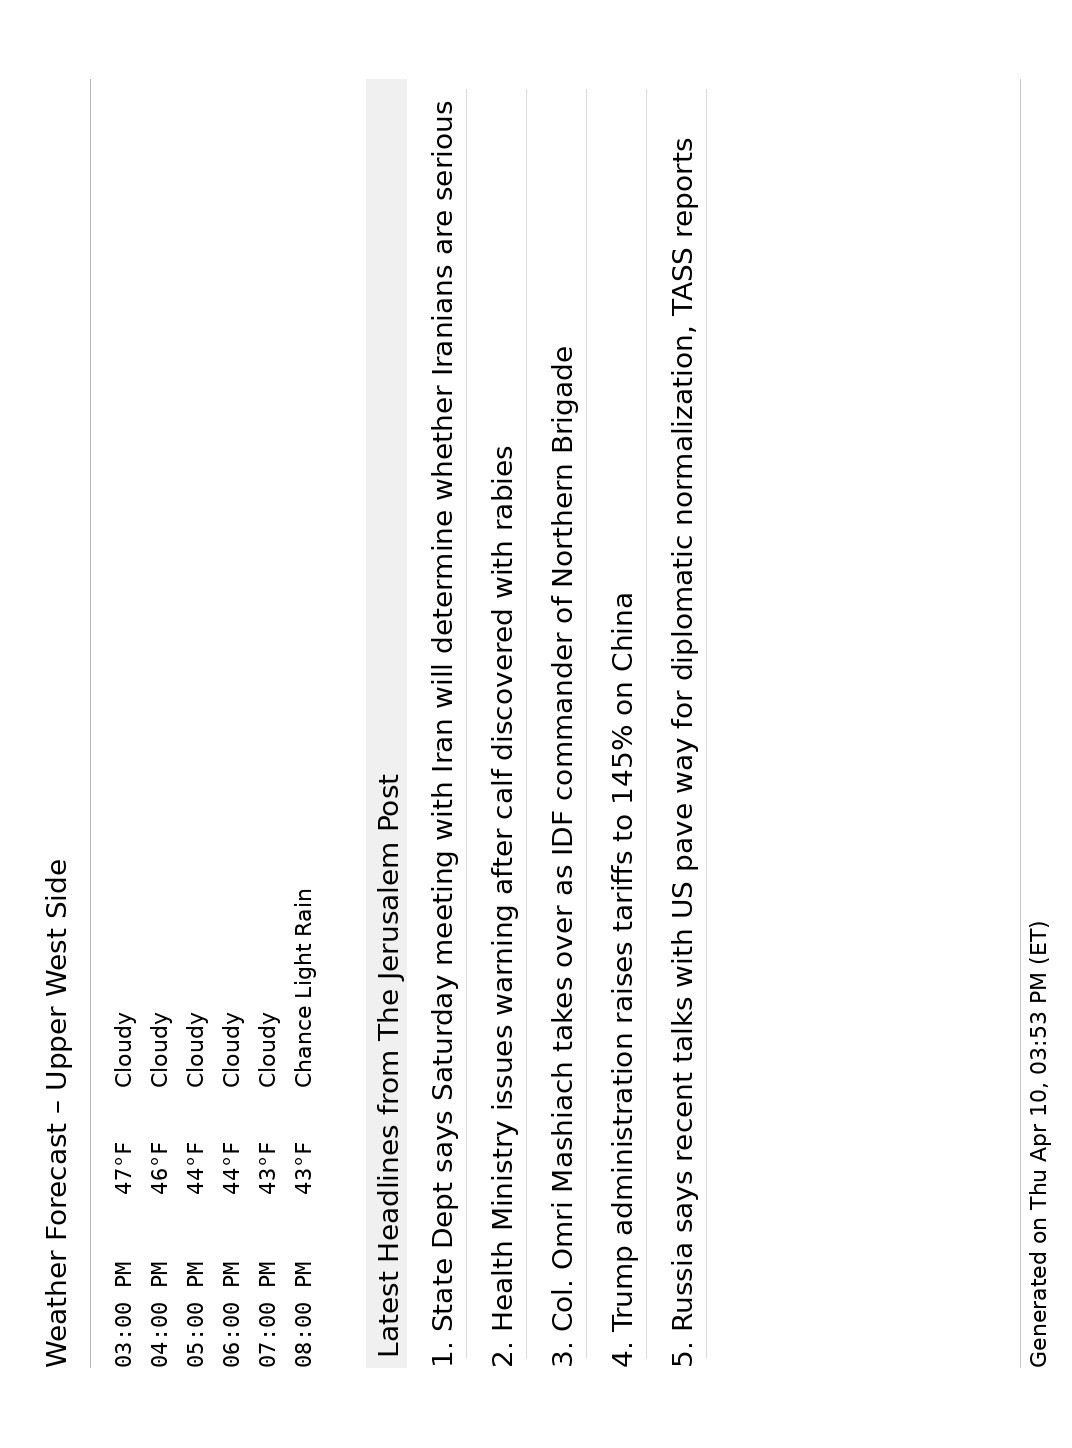 Weather Forecast – Upper West Side
03:00 PM 47°F Cloudy
04:00 PM 46°F Cloudy
05:00 PM 44°F Cloudy
06:00 PM 44°F Cloudy
07:00 PM 43°F Cloudy
08:00 PM 43°F Chance Light Rain
Latest Headlines from The Jerusalem Post
1. State Dept says Saturday meeting with Iran will determine whether Iranians are serious
2. Health Ministry issues warning after calf discovered with rabies
3. Col. Omri Mashiach takes over as IDF commander of Northern Brigade
4. Trump administration raises tariffs to 145% on China
5. Russia says recent talks with US pave way for diplomatic normalization, TASS reports
Generated on Thu Apr 10, 03:53 PM (ET)